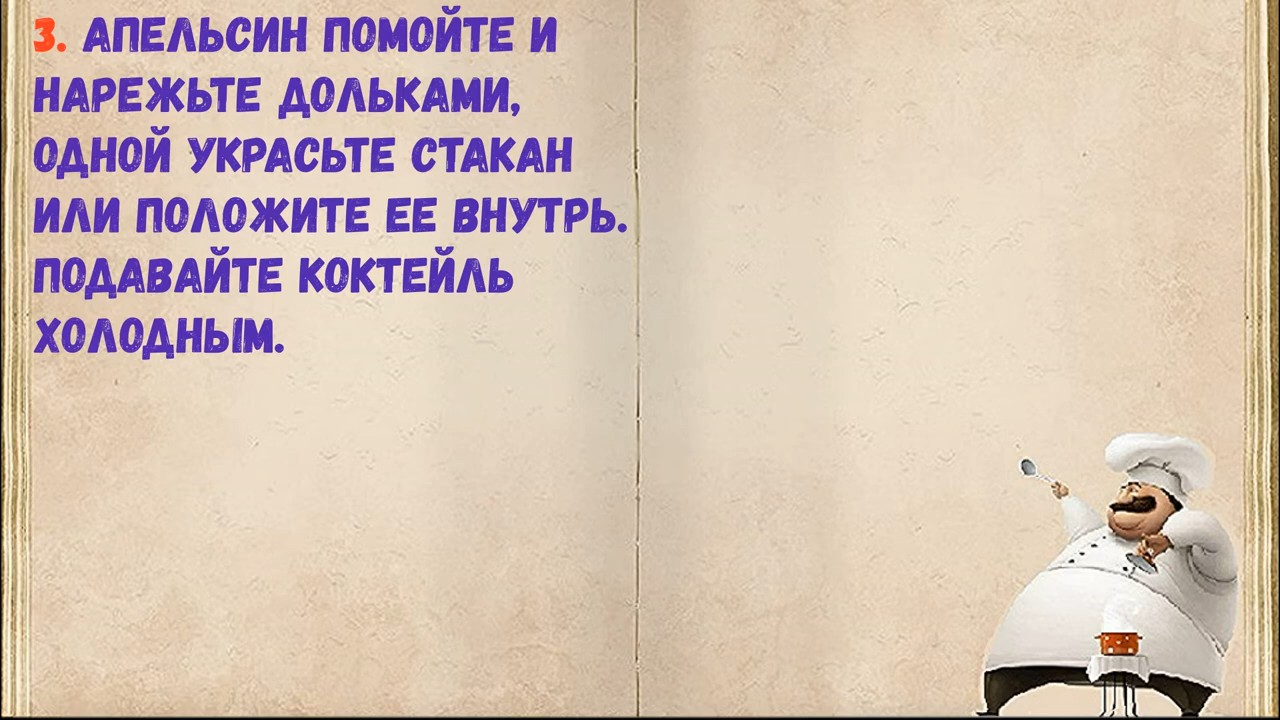 3. АПЕЛЬСИН ПОМОЙТЕ И
НАРЕЖЬТЕ ДОЛЬКАМИ,
ОДНОЙ УКРАСЬТЕ СТАКАН
ИЛИ ПОЛОЖИТЕ ЕЕ ВНУТРЬ.
ПОДАВАЙТЕ КОКТЕЙЛЬ
ХОЛОДНЫМ.